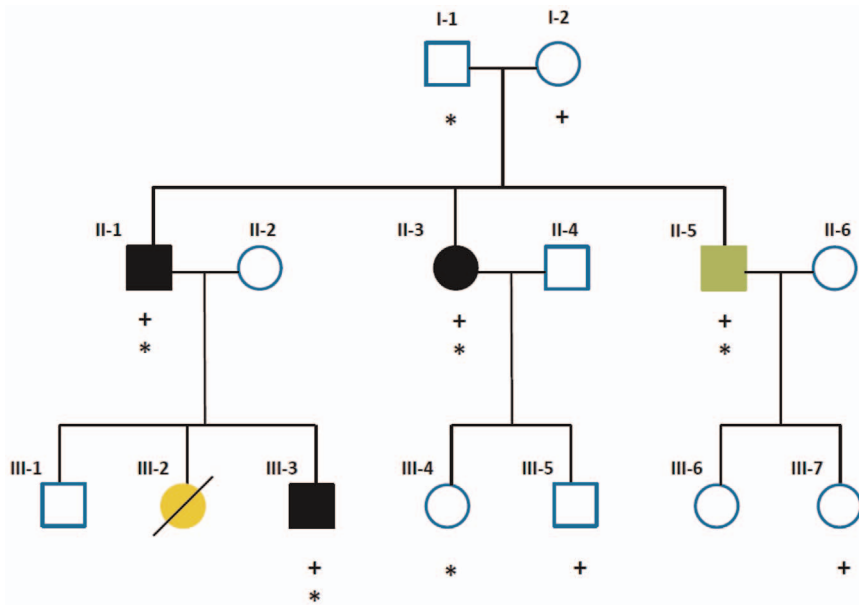 I-1 I-2
* +
II-1 II-2 II-3 II-4 II-5 II-6
+ + +
* * *
III-1 III-2 III-3 III-4 III-5 III-6 III-7
+ * + +
*